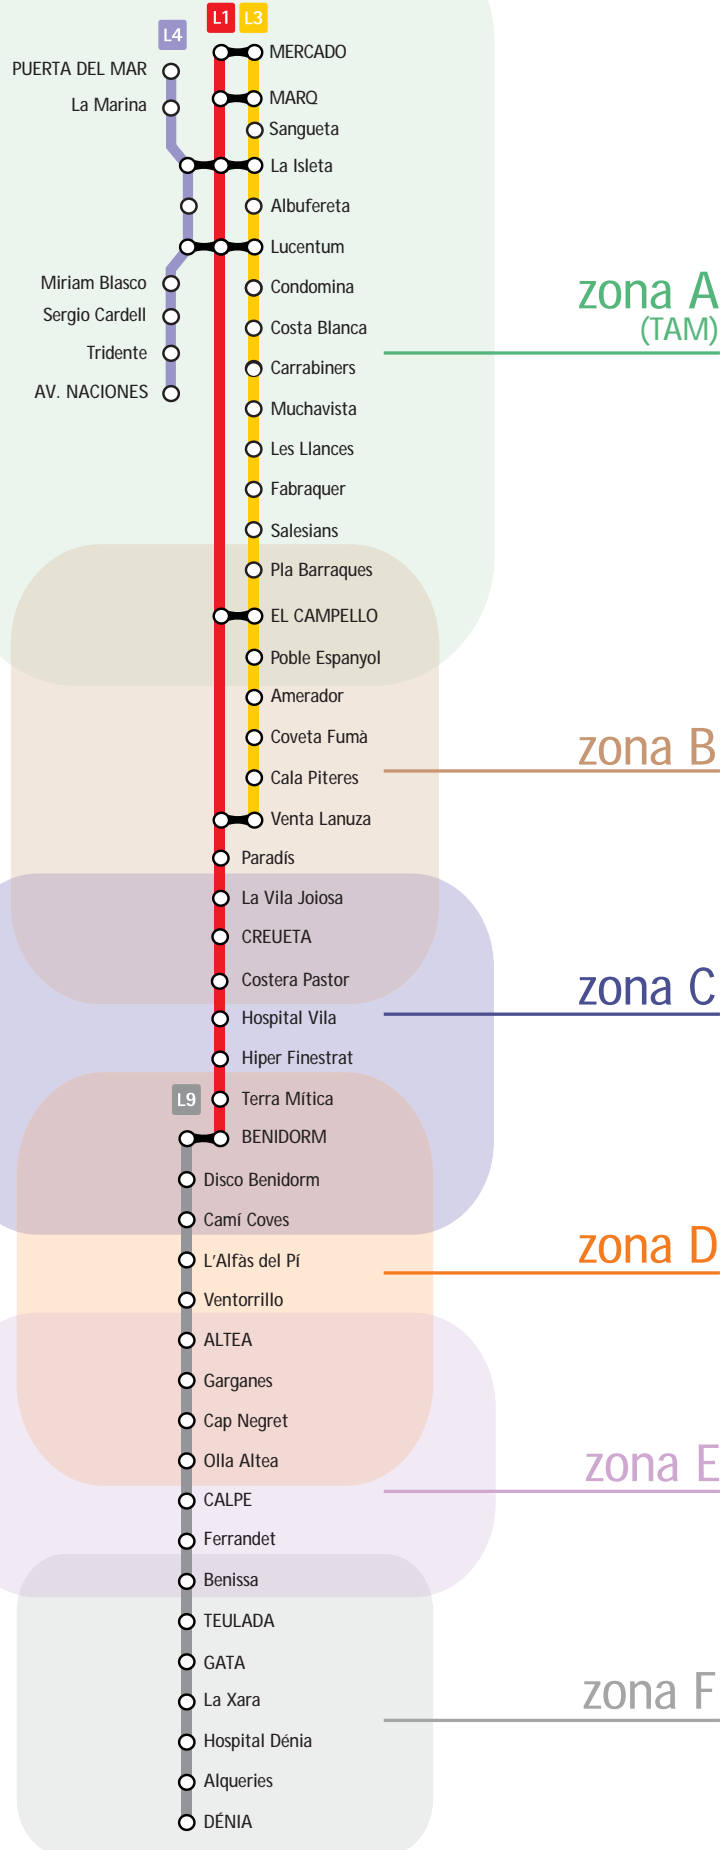 L4
L1
L3
PUERTA DEL MAR
MERCADO
La Marina
MARQ
Sangueta
La Isleta
Albufereta
Lucentum
Miriam Blasco
Condomina
Sergio Cardell
Costa Blanca
Tridente
Carrabiners
AV. NACIONES
Muchavista
zona A
(TAM)
Les Llances
Fabraquer
Salesians
Pla Barraques
EL CAMPELLO
Poble Espanyol
Amerador
Coveta Fumà
Cala Piteres
zona B
Venta Lanuza
Paradís
La Vila Joiosa
CREUETA
Costera Pastor
zona C
Hospital Vila
Hiper Finestrat
L9
Terra Mítica
BENIDORM
Disco Benidorm
Camí Coves
L'Alfàs del Pí
zona D
Ventorrillo
ALTEA
Garganes
Cap Negret
Olla Altea
zona E
CALPE
Ferrandet
Benissa
TEULADA
GATA
La Xara
zona F
Hospital Dénia
Alqueries
DÉNIA